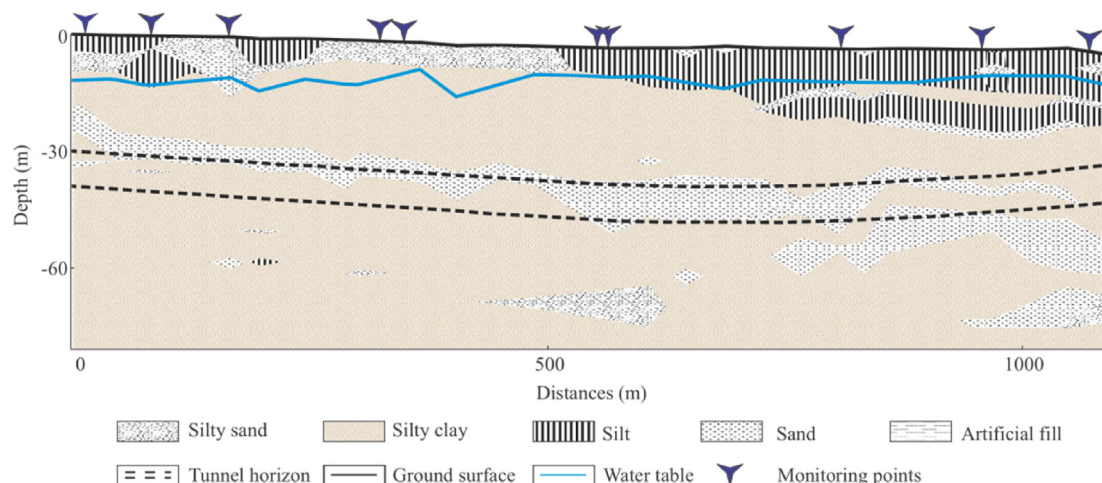 0
-30
-60
Depth (m)
0
500
1000
Distances (m)
Silty sand
Silty clay
Silt
Sand
Artificial fill
Tunnel horizon
Ground surface
Water table
Monitoring points